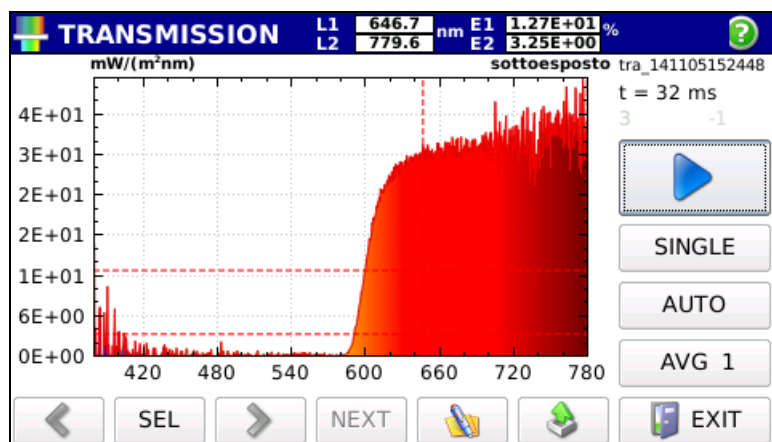 TRANSMISSION L1 646.7 nm E1 1.27E+01 %
L2 779.6 E2 3.25E+00
mW/(m²nm) sottoesposto tra_141105152448
t = 32 ms
3 -1
4E+01
3E+01
2E+01
2E+01
1E+01
6E+00
0E+00
420 480 540 600 660 720 780
SINGLE
AUTO
AVG 1
SEL NEXT EXIT